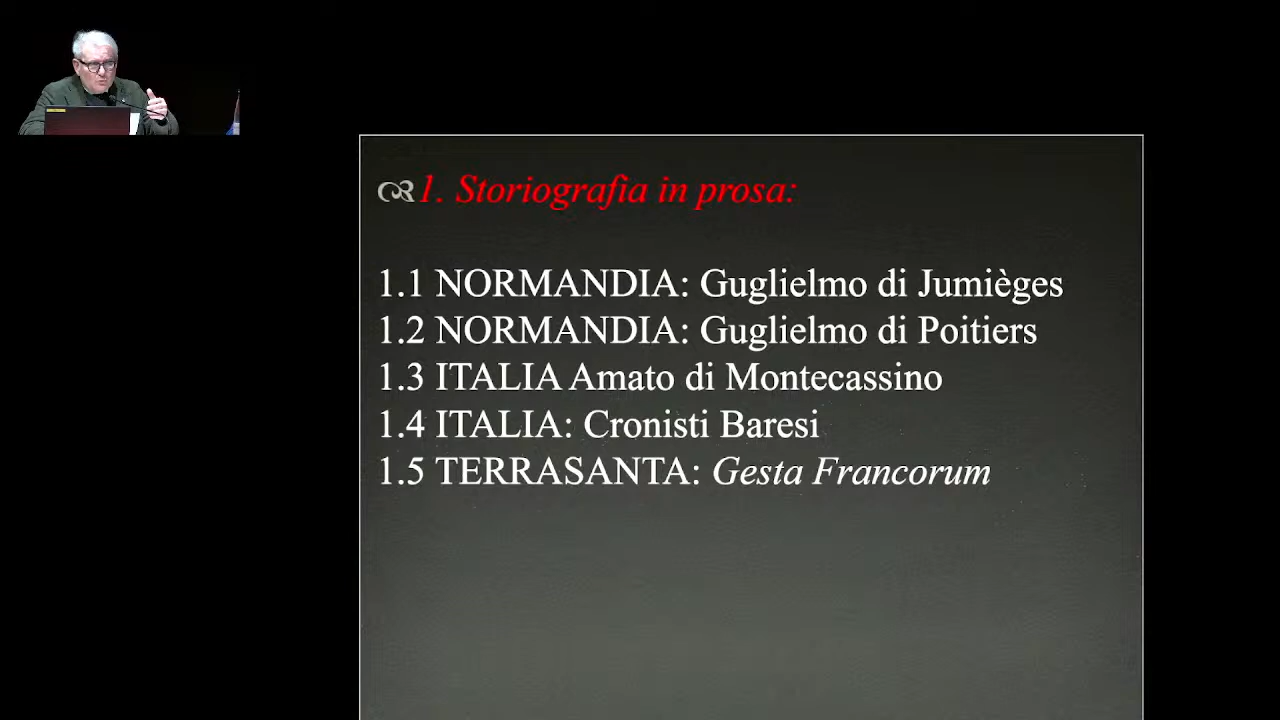 1. Storiografia in prosa:
1.1 NORMANDIA: Guglielmo di Jumièges
1.2 NORMANDIA: Guglielmo di Poitiers
1.3 ITALIA Amato di Montecassino
1.4 ITALIA: Cronisti Baresi
1.5 TERRASANTA: Gesta Francorum